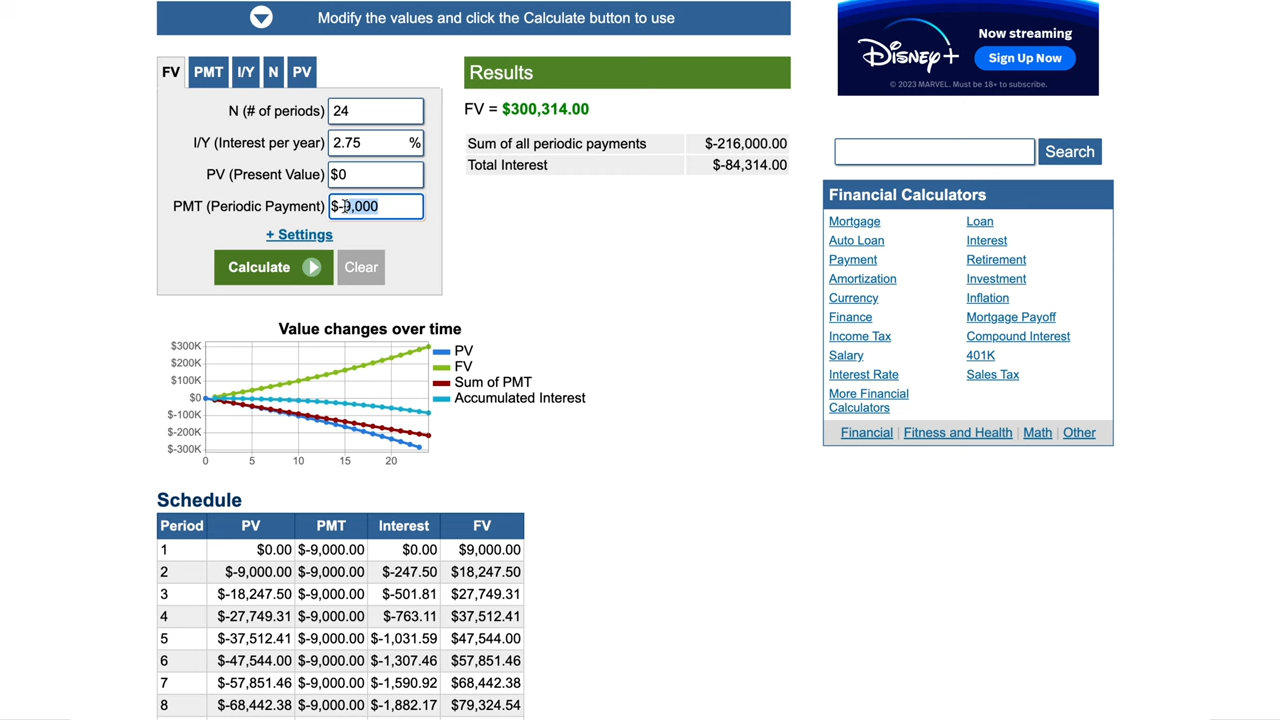 Modify the values and click the Calculate button to use
FV PMT I/Y N PV
N (# of periods) 24
I/Y (Interest per year) 2.75 %
PV (Present Value) $0
PMT (Periodic Payment) $-9,000
+ Settings
Calculate Clear
Results
FV = $300,314.00
Sum of all periodic payments $-216,000.00
Total Interest $-84,314.00
Value changes over time
$300K
$200K
$100K
$0
$-100K
$-200K
$-300K
0 5 10 15 20
PV
FV
Sum of PMT
Accumulated Interest
Schedule
Period PV PMT Interest FV
1 $0.00 $-9,000.00 $0.00 $9,000.00
2 $-9,000.00 $-9,000.00 $-247.50 $18,247.50
3 $-18,247.50 $-9,000.00 $-501.81 $27,749.31
4 $-27,749.31 $-9,000.00 $-763.11 $37,512.41
5 $-37,512.41 $-9,000.00 $-1,031.59 $47,544.00
6 $-47,544.00 $-9,000.00 $-1,307.46 $57,851.46
7 $-57,851.46 $-9,000.00 $-1,590.92 $68,442.38
8 $-68,442.38 $-9,000.00 $-1,882.17 $79,324.54
Disney+
Now streaming
Sign Up Now
© 2023 MARVEL. Must be 18+ to subscribe.
Search
Financial Calculators
Mortgage Loan
Auto Loan Interest
Payment Retirement
Amortization Investment
Currency Inflation
Finance Mortgage Payoff
Income Tax Compound Interest
Salary 401K
Interest Rate Sales Tax
More Financial
Calculators
Financial | Fitness and Health | Math | Other